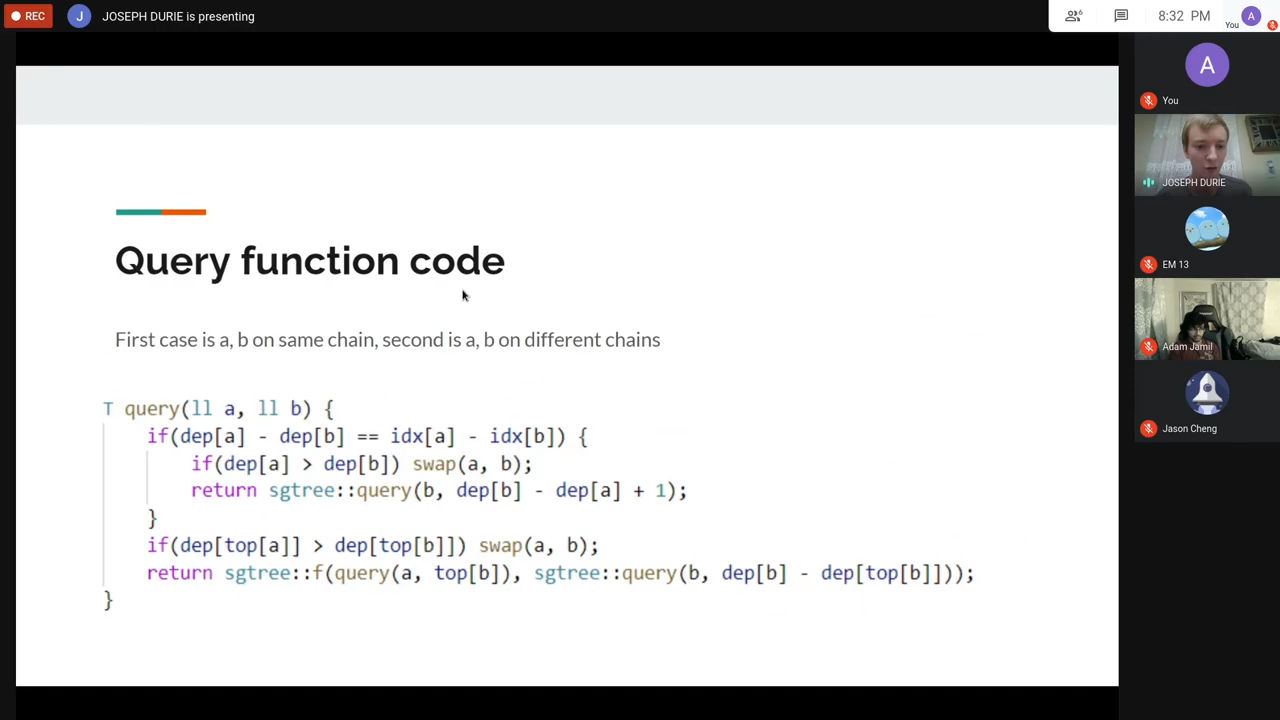 REC
J
JOSEPH DURIE is presenting
6
8:32 PM
You
A
Query function code
First case is a, b on same chain, second is a, b on different chains
T query(ll a, ll b) {
if(dep[a] - dep[b] == idx[a] - idx[b]) {
if(dep[a] > dep[b]) swap(a, b);
return sgtree::query(b, dep[b] - dep[a] + 1);
}
if(dep[top[a]] > dep[top[b]]) swap(a, b);
return sgtree::f(query(a, top[b]), sgtree::query(b, dep[b] - dep[top[b]]));
}
A
You
JOSEPH DURIE
EM 13
Adam Jamil
Jason Cheng